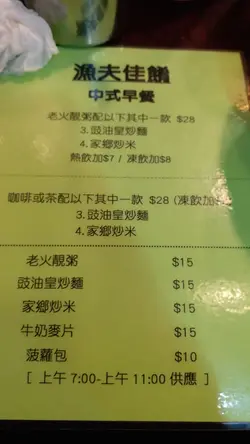 漁夫佳餚
中式早餐
老火靚粥配以下其中一款 $28
3.豉油皇炒麵
4.家鄉炒米
熱飲加$7 / 凍飲加$8
咖啡或茶配以下其中一款 $28 (凍飲加
3.豉油皇炒麵
4.家鄉炒米
老火靚粥 $15
豉油皇炒麵 $15
家鄉炒米 $15
牛奶麥片 $15
菠蘿包 $10
[ 上午 7:00-上午 11:00 供應 ]